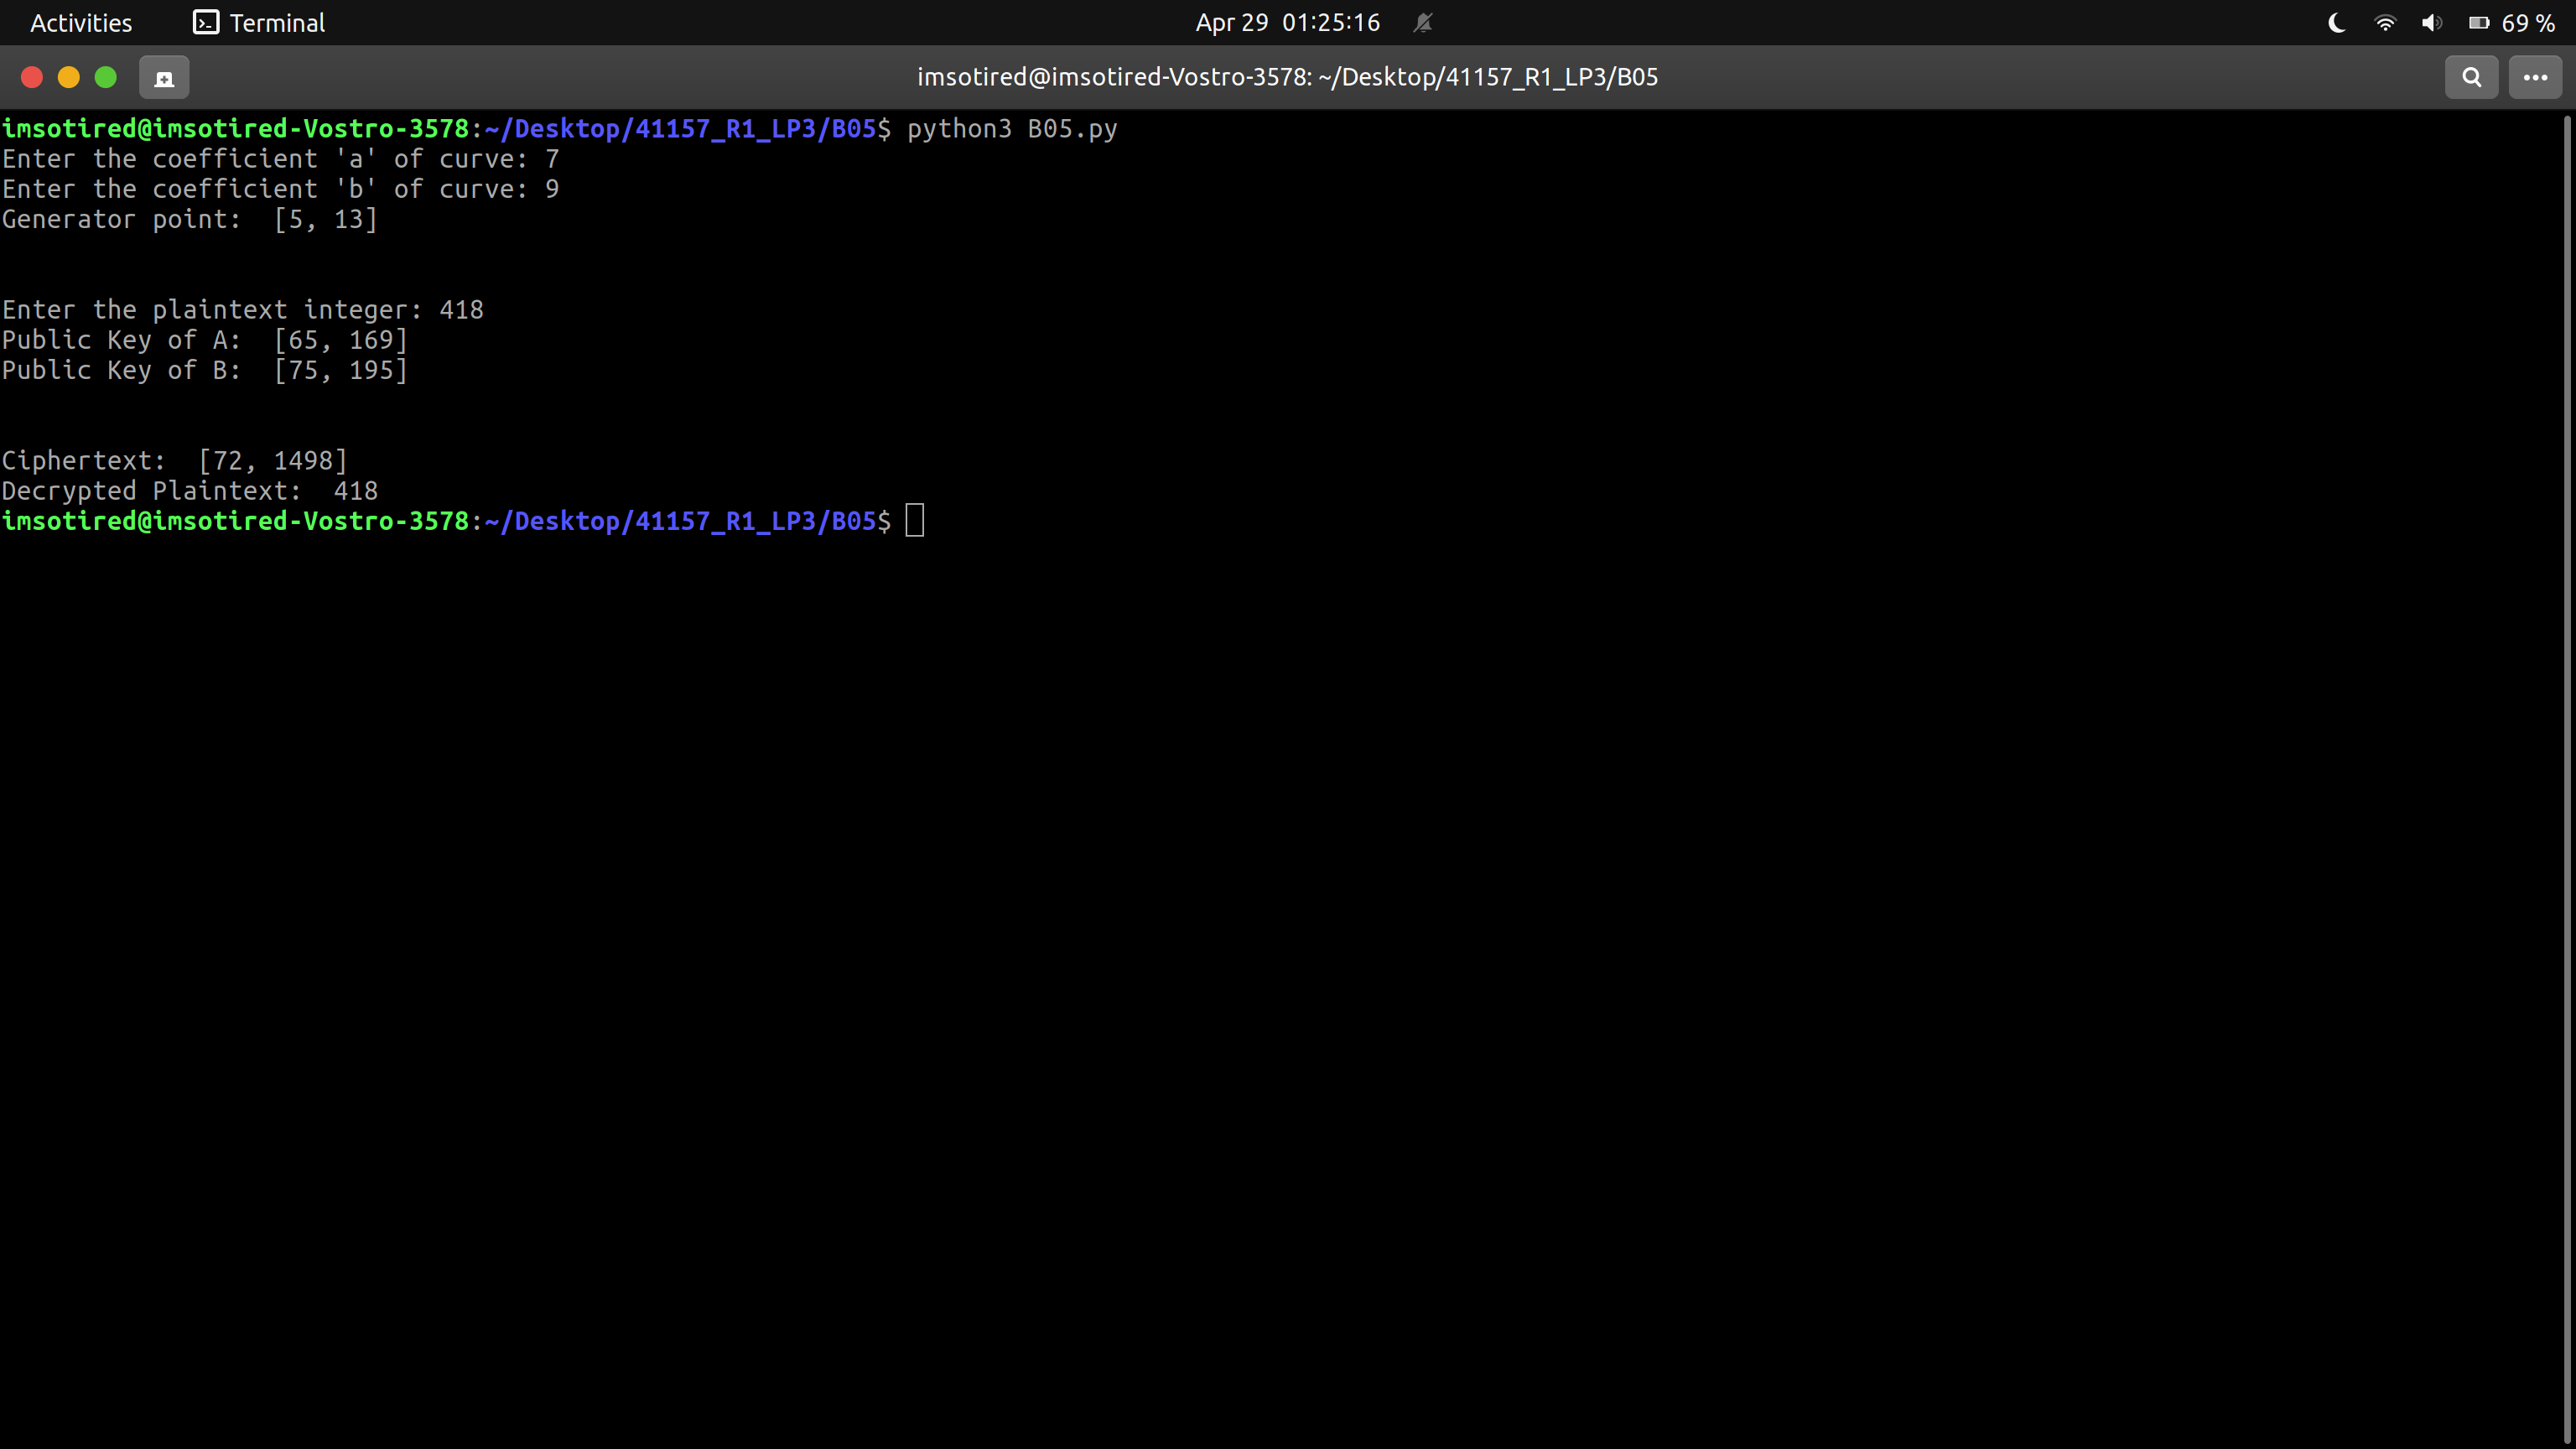 Activities Terminal Apr 29 01:25:16 69 %
imsotired@imsotired-Vostro-3578: ~/Desktop/41157_R1_LP3/B05
imsotired@imsotired-Vostro-3578:~/Desktop/41157_R1_LP3/B05$ python3 B05.py
Enter the coefficient 'a' of curve: 7
Enter the coefficient 'b' of curve: 9
Generator point:  [5, 13]
Enter the plaintext integer: 418
Public Key of A:  [65, 169]
Public Key of B:  [75, 195]
Ciphertext:  [72, 1498]
Decrypted Plaintext:  418
imsotired@imsotired-Vostro-3578:~/Desktop/41157_R1_LP3/B05$